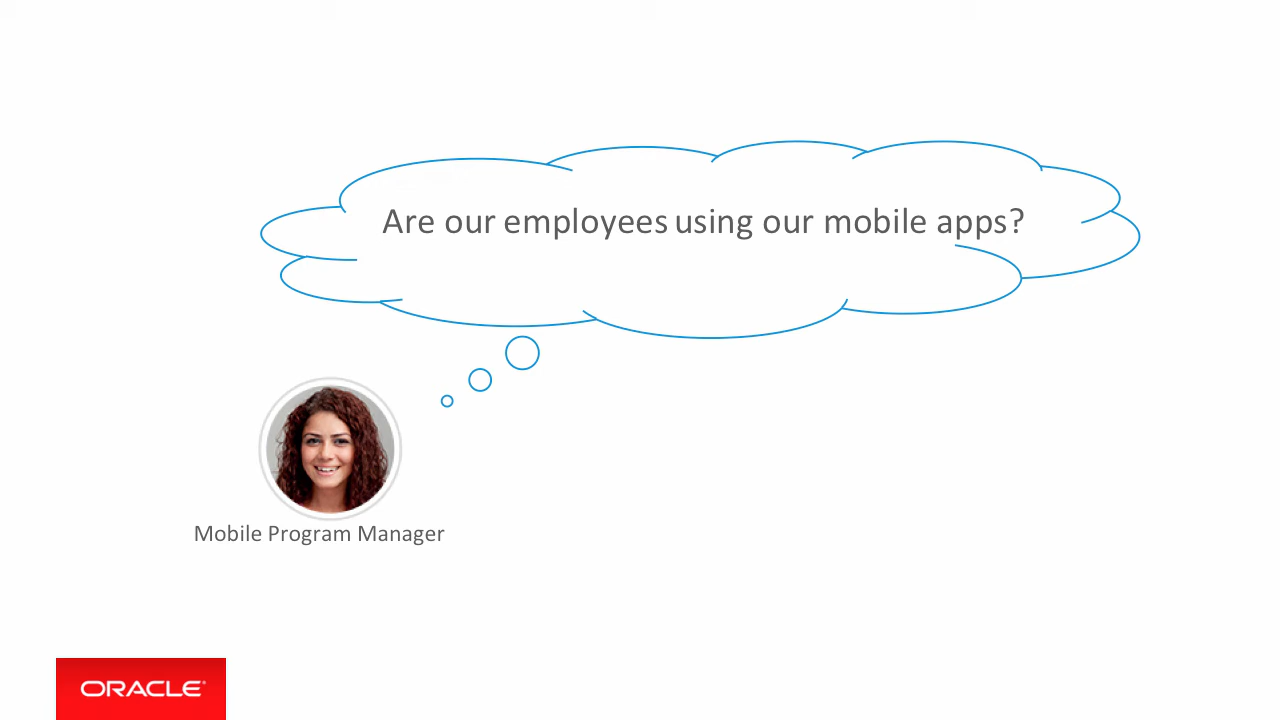 Are our employees using our mobile apps?
Mobile Program Manager
ORACLE®